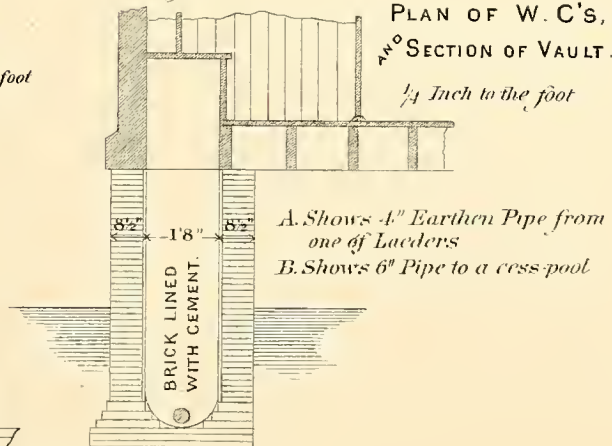 PLAN OF W. C'S,
AND SECTION OF VAULT.
foot
1/4 Inch to the foot
8½" 1'8" 8½"
A. Shows 4" Earthen Pipe from
one of Laeders
B. Shows 6" Pipe to a cess-pool
BRICK LINED
WITH CEMENT.